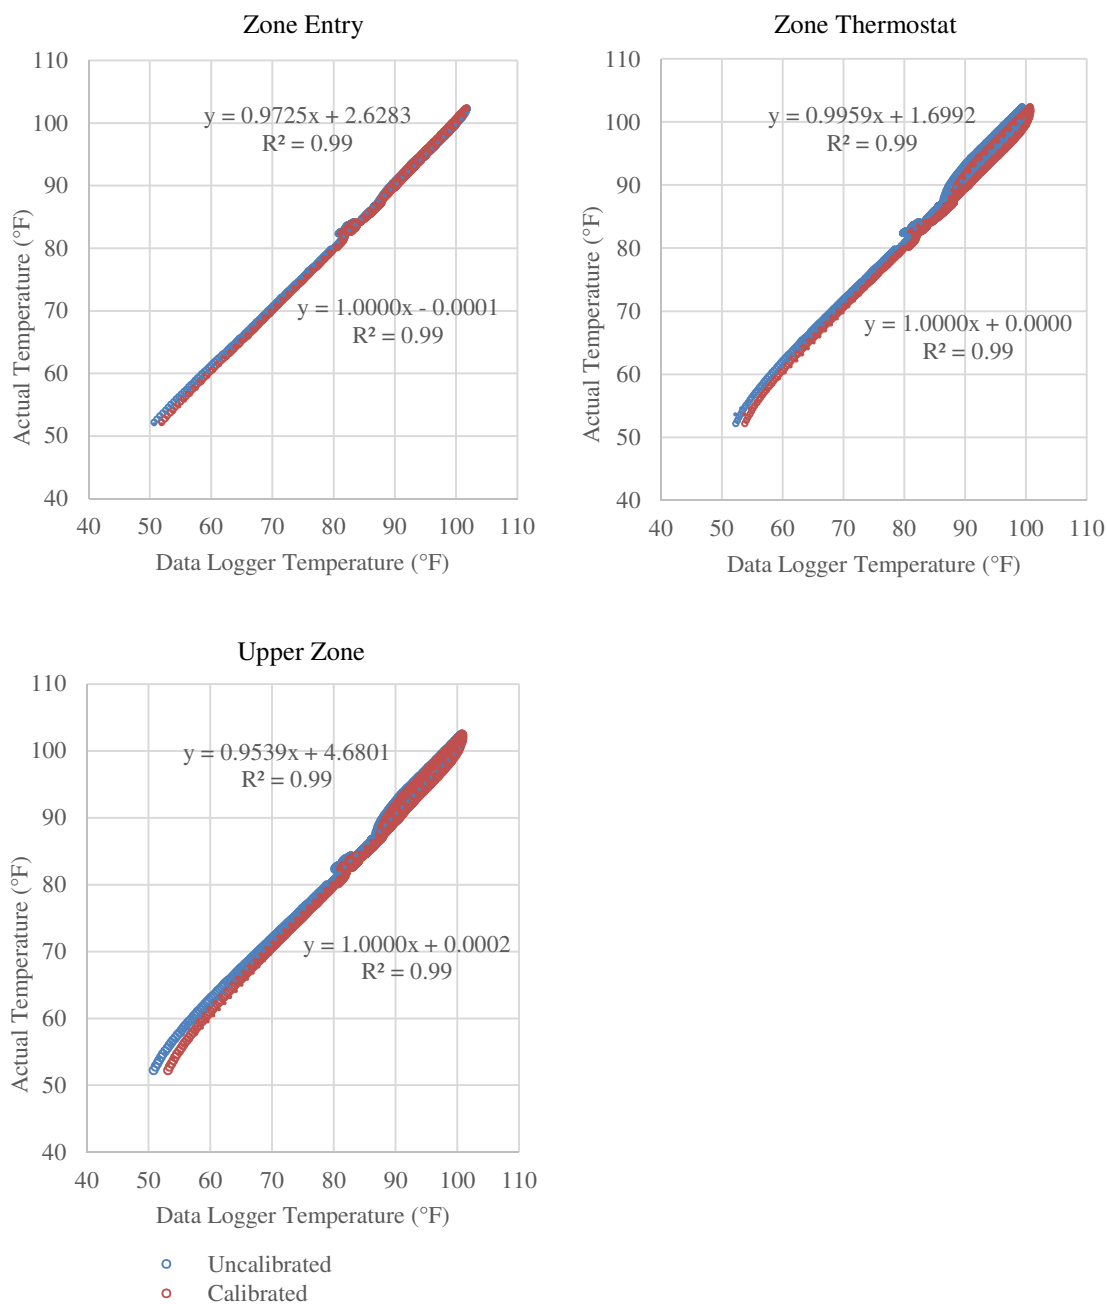 Zone Entry
110
100
90
80
70
60
50
40
y = 0.9725x + 2.6283
R² = 0.99
y = 1.0000x - 0.0001
R² = 0.99
Actual Temperature (°F)
40 50 60 70 80 90 100 110
Data Logger Temperature (°F)
Zone Thermostat
110
100
90
80
70
60
50
40
y = 0.9959x + 1.6992
R² = 0.99
y = 1.0000x + 0.0000
R² = 0.99
Actual Temperature (°F)
40 50 60 70 80 90 100 110
Data Logger Temperature (°F)
Upper Zone
110
100
90
80
70
60
50
40
y = 0.9539x + 4.6801
R² = 0.99
y = 1.0000x + 0.0002
R² = 0.99
Actual Temperature (°F)
40 50 60 70 80 90 100 110
Data Logger Temperature (°F)
Uncalibrated
Calibrated